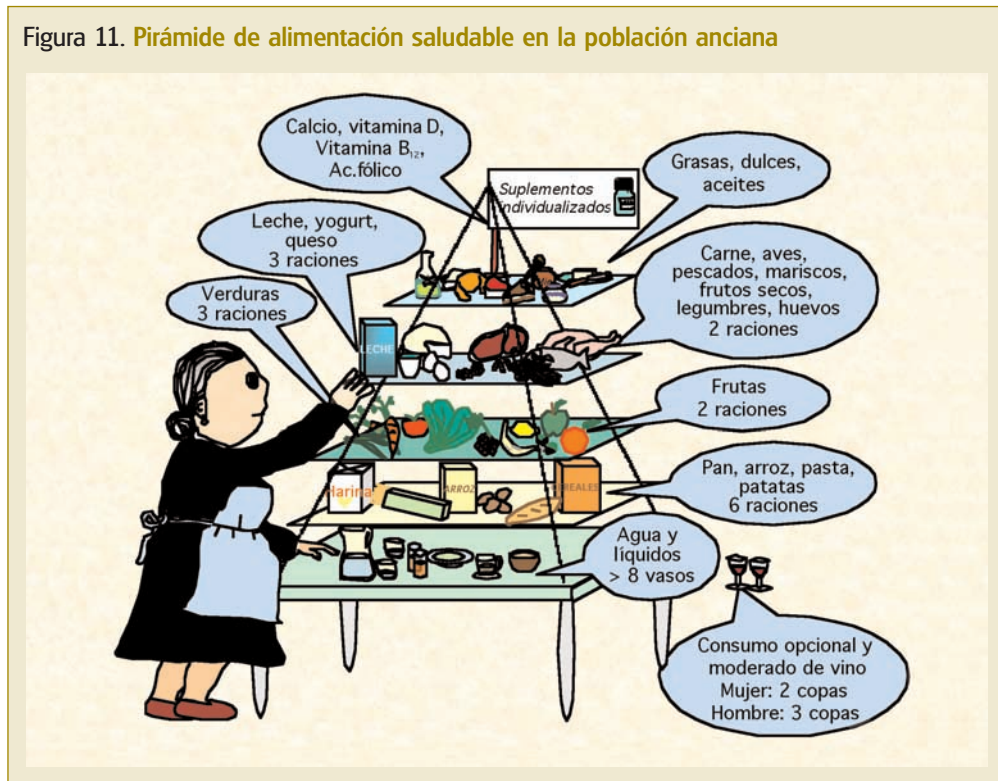 Figura 11. Pirámide de alimentación saludable en la población anciana
Calcio, vitamina D,
Vitamina B₁₂,
Ac.fólico
Suplementos
individualizados
Grasas, dulces,
aceites
Leche, yogurt,
queso
3 raciones
Carne, aves,
pescados, mariscos,
frutos secos,
legumbres, huevos
2 raciones
Verduras
3 raciones
LECHE
Frutas
2 raciones
Harina
ARROZ
CEREALES
Pan, arroz, pasta,
patatas
6 raciones
Agua y
líquidos
> 8 vasos
Consumo opcional y
moderado de vino
Mujer: 2 copas
Hombre: 3 copas